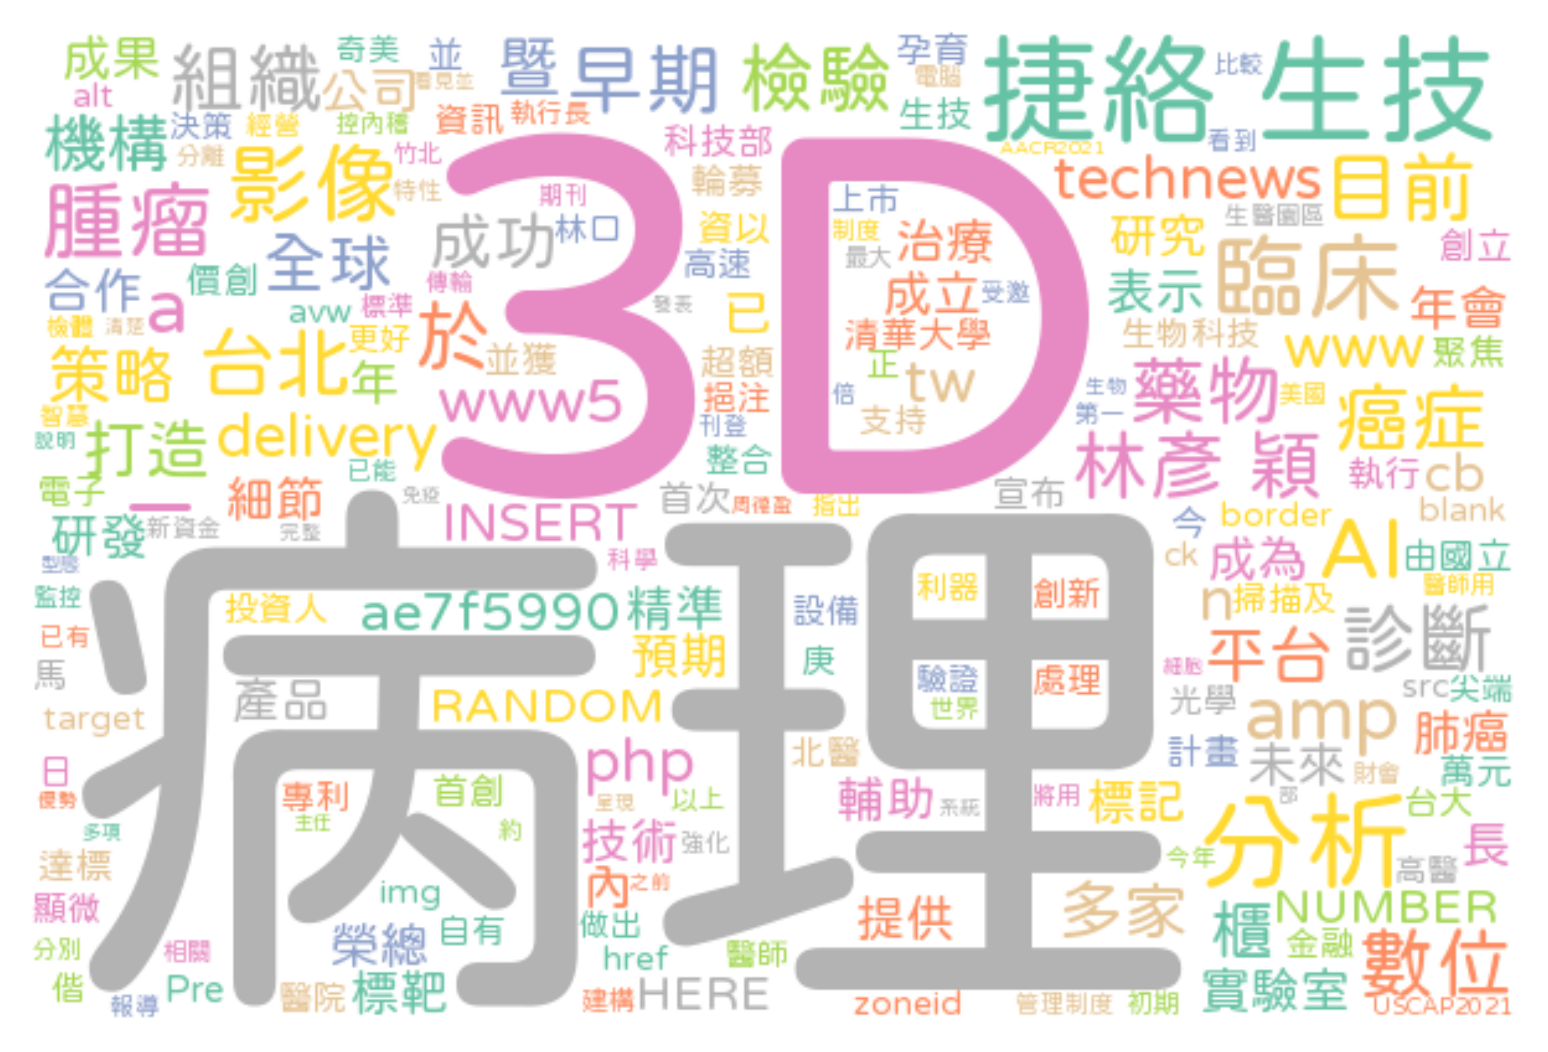 成果 組織 奇美 並 暨 早期 檢驗 孕育 捷絡 比較 生技
alt 公司 看見並 電腦
機構 決策 經營 控內稽 資訊 執行長 生技 看到
分離 影像 竹北 3D 科技部 AACR2021
腫瘤 特性 期刊 輪募 上市 technews 目前
成功 林口 資以 制度 治療 研究 生醫園區 創立
全球 高速 最大 臨床
合作 價創 傳輸 成立 受邀 表示 年會
a avw 標準 發表 已
檢體 清楚 於 清華大學 生物科技
策略 台北 更好 並獲 超額 正 www 聚焦
年 www5 挹注 倍 tw 生物 藥物 美國
智慧 刊登 支持 第一 癌症
說明 打造 delivery 整合 林彥 穎
已能 執行 cb
電子 一 細節 免疫 首次 周偉盈 指出 宣布
研發 新資金 完整 INSERT 今 border blank
型態 病理 科學 ck 成為 AI 由國立
監控 投資人 ae7f5990 精準 設備 利器 創新 n 掃描及 醫師用
已有 預期 庚 平台 診斷
馬 產品 驗證 處理 細胞
target RANDOM 世界 光學 src 尖端
amp 肺癌
日 php 北醫 計畫 未來 財會 萬元
優勢 專利 首創 呈現 以上 輔助 系統 將用 標記 部 分析 台大
多項 主任 約 技術 強化 長
達標 今年 高醫
顯微 img 內 之前 提供 多家 NUMBER
分別 相關 榮總 自有 做出 href 醫師 櫃 金融 數位
偕 報導 Pre 醫院 標靶 建構 HERE zoneid 管理制度 初期 實驗室 USCAP2021